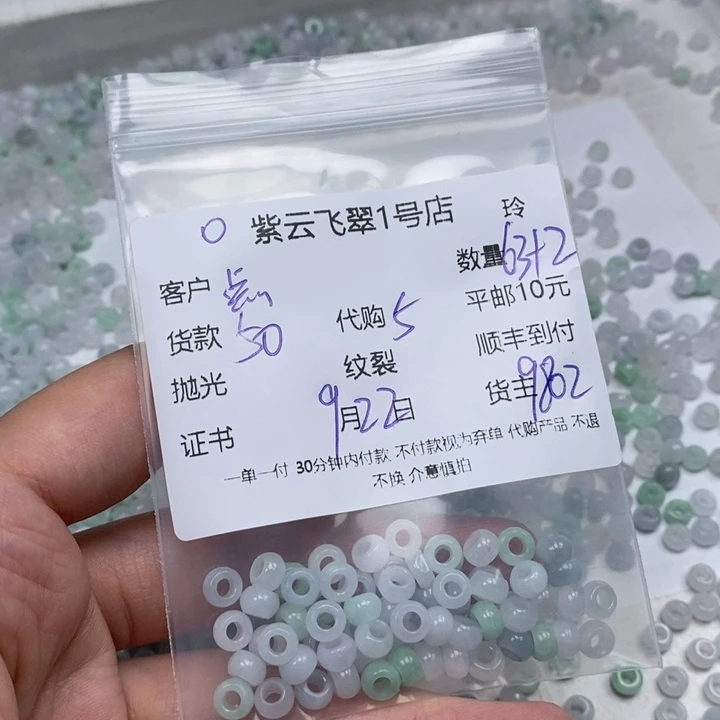 O 紫云飞翠1号店 玲
客户 点 数量63+2
货款50 代购5 平邮10元
抛光 纹裂 顺丰到付
证书 9月22日 货主9802
一单一付 30分钟内付款 不付款视为弃单 代购产品 不退
不换 介意慎拍